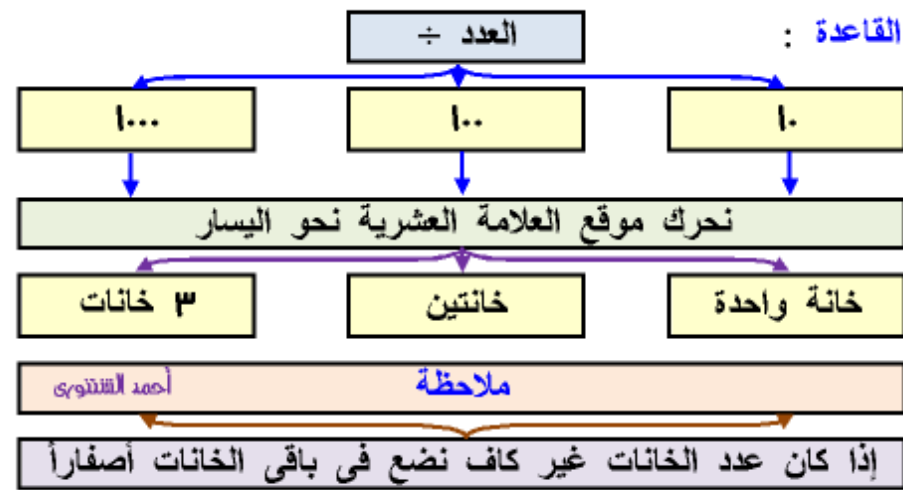 القاعدة :
العدد ÷
١٠ ١٠٠ ١٠٠٠
نحرك موقع العلامة العشرية نحو اليسار
خانة واحدة خانتين ٣ خانات
ملاحظة أحمد الشنتورى
إذا كان عدد الخانات غير كاف نضع فى باقى الخانات أصفاراً